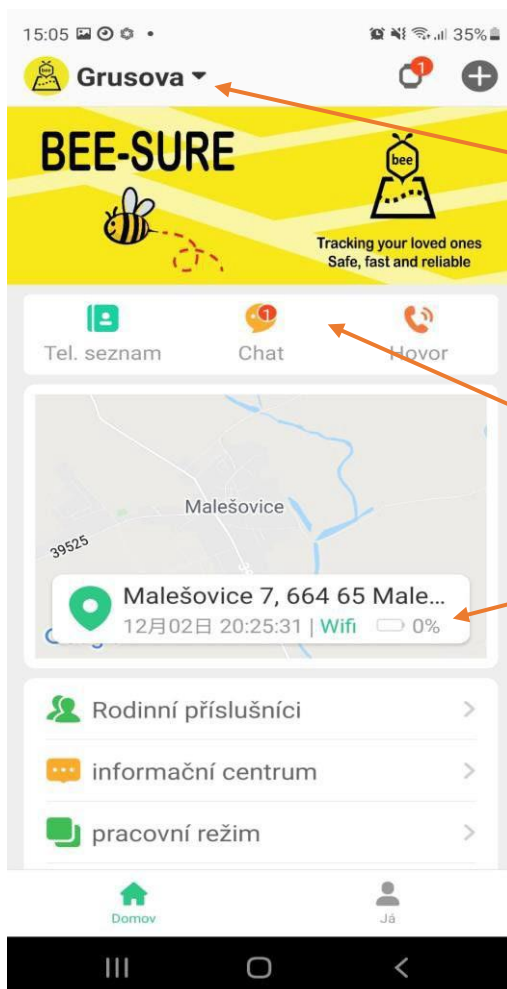 15:05
35%
Grusova
1
BEE-SURE
bee
Tracking your loved ones
Safe, fast and reliable
1
Tel. seznam
Chat
Hovor
Malešovice
39525
Malešovice 7, 664 65 Male...
12月02日 20:25:31 | Wifi 0%
Rodinní příslušníci
informační centrum
pracovní režim
Domov
Já